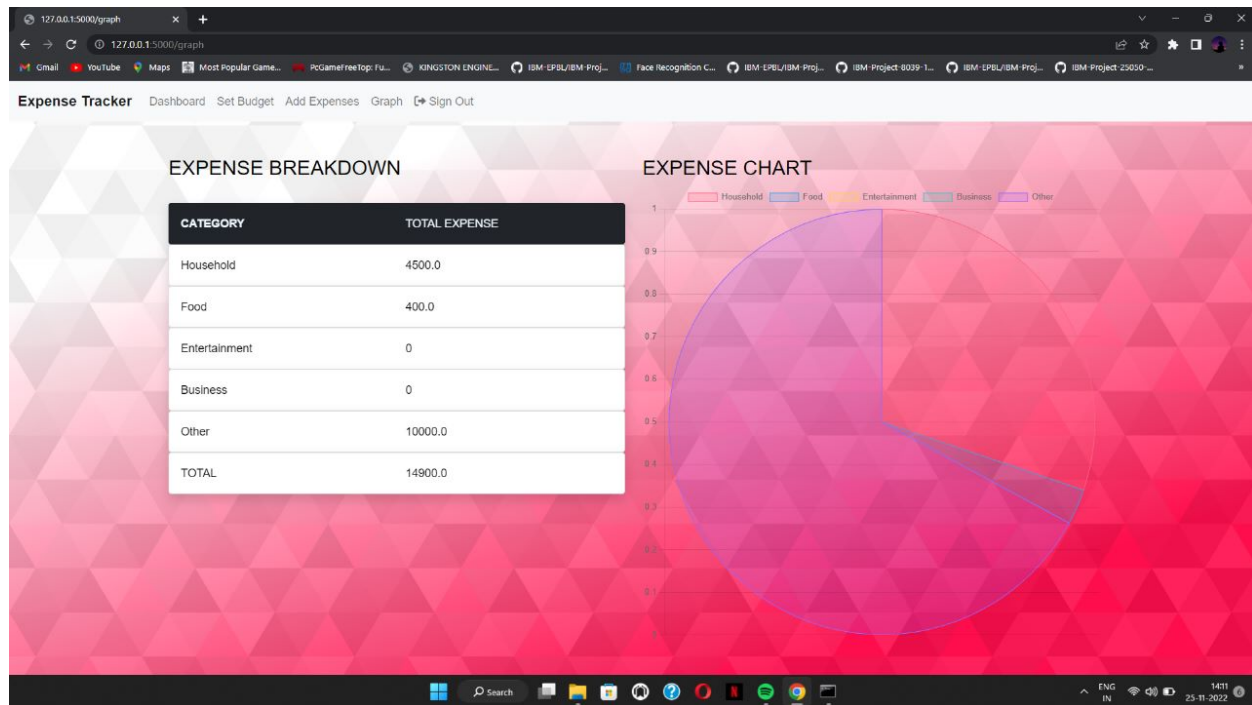 127.0.0.1:5000/graph
127.0.0.1:5000/graph
Gmail YouTube Maps Most Popular Game... PcGameFreeTop: Fu... KINGSTON ENGINE... IBM-EPBL/IBM-Proj... Face Recognition C... IBM-EPBL/IBM-Proj... IBM-Project-8039-1... IBM-EPBL/IBM-Proj... IBM-Project-25050-...
Expense Tracker Dashboard Set Budget Add Expenses Graph Sign Out
EXPENSE BREAKDOWN
CATEGORY TOTAL EXPENSE
Household 4500.0
Food 400.0
Entertainment 0
Business 0
Other 10000.0
TOTAL 14900.0
EXPENSE CHART
Household Food Entertainment Business Other
1
0.9
0.8
0.7
0.6
0.5
0.4
0.3
0.2
0.1
Search
ENG
IN
14:11
25-11-2022